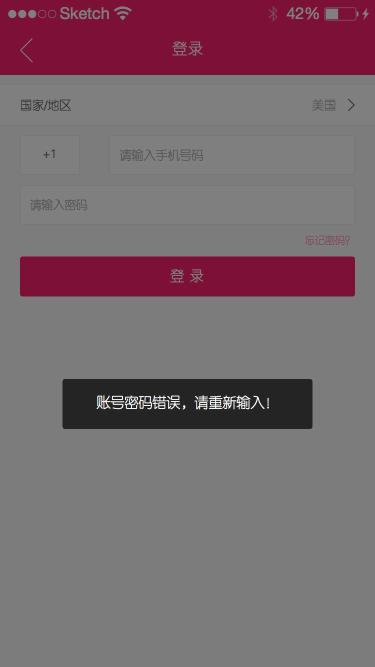 Sketch 42%
登录
国家/地区 美国
+1 请输入手机号码
请输入密码
忘记密码?
登 录
账号密码错误，请重新输入!